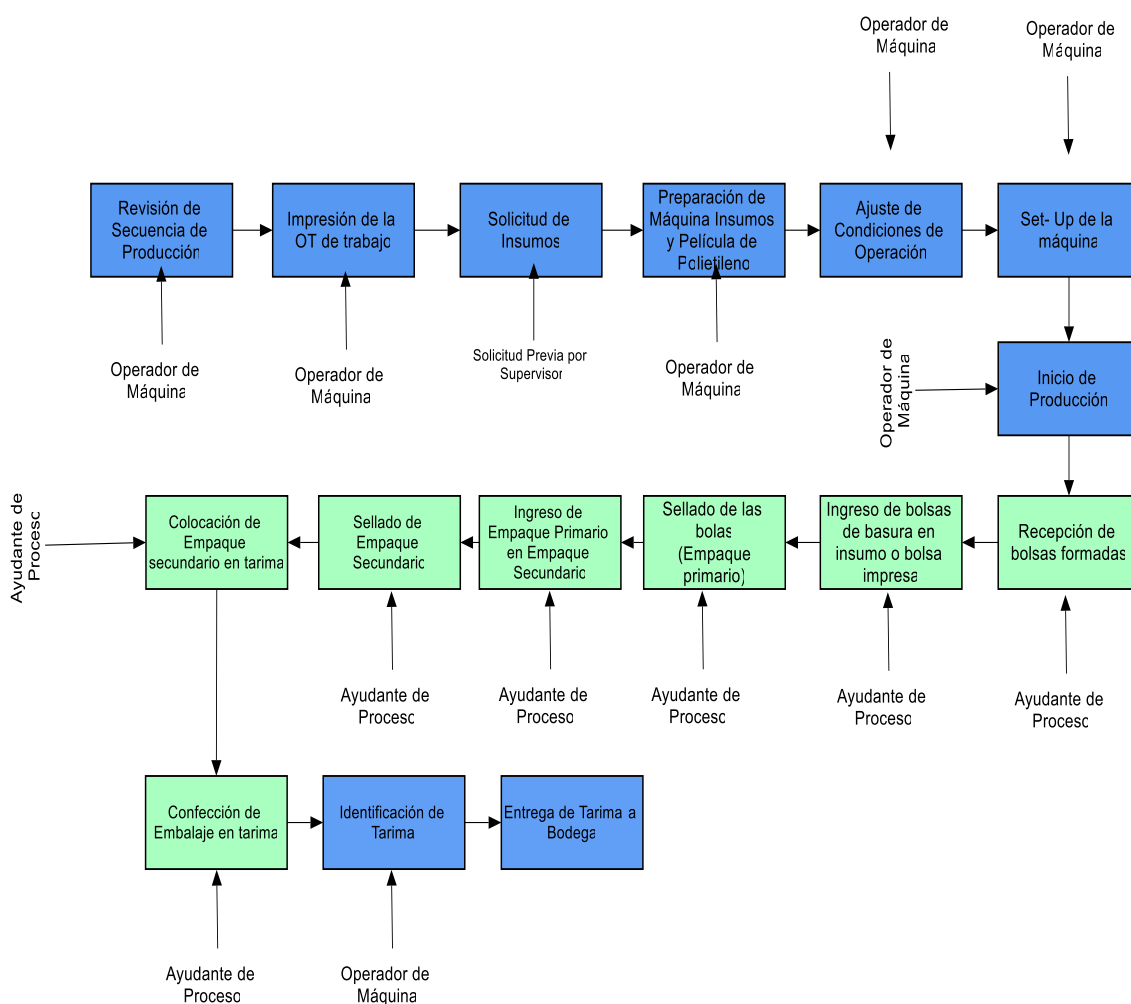 Operador de
Máquina
Operador de
Máquina
Revisión de
Secuencia de
Producción
Impresión de la
OT de trabajo
Solicitud de
Insumos
Preparación de
Máquina Insumos
y Película de
Polietileno
Ajuste de
Condiciones de
Operación
Set- Up de la
máquina
Operador de
Máquina
Operador de
Máquina
Solicitud Previa por
Supervisor
Operador de
Máquina
Operador de
Máquina
Inicio de
Producción
Ayudante de
Proceso
Colocación de
Empaque
secundario en tarima
Sellado de
Empaque
Secundario
Ingreso de
Empaque Primario
en Empaque
Secundario
Sellado de las
bolas
(Empaque
primario)
Ingreso de bolsas
de basura en
insumo o bolsa
impresa
Recepción de
bolsas formadas
Ayudante de
Proceso
Ayudante de
Proceso
Ayudante de
Proceso
Ayudante de
Proceso
Ayudante de
Proceso
Confección de
Embalaje en tarima
Identificación de
Tarima
Entrega de Tarima a
Bodega
Ayudante de
Proceso
Operador de
Máquina